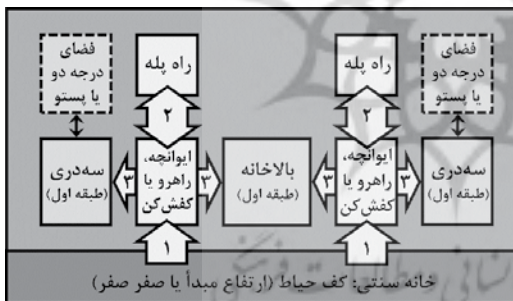 فضای
درجه دو
یا پستو
راه پله
راه پله
فضای
درجه دو
یا پستو
۲
۲
سه‌دری
(طبقه اول)
۳
ایوانچه،
راهرو یا
کفش‌کن
۳
بالاخانه
(طبقه اول)
۳
ایوانچه،
راهرو یا
کفش‌کن
۳
سه‌دری
(طبقه اول)
۱
۱
خانه سنتی: کف حیاط (ارتفاع مبدأ یا صفر صفر)